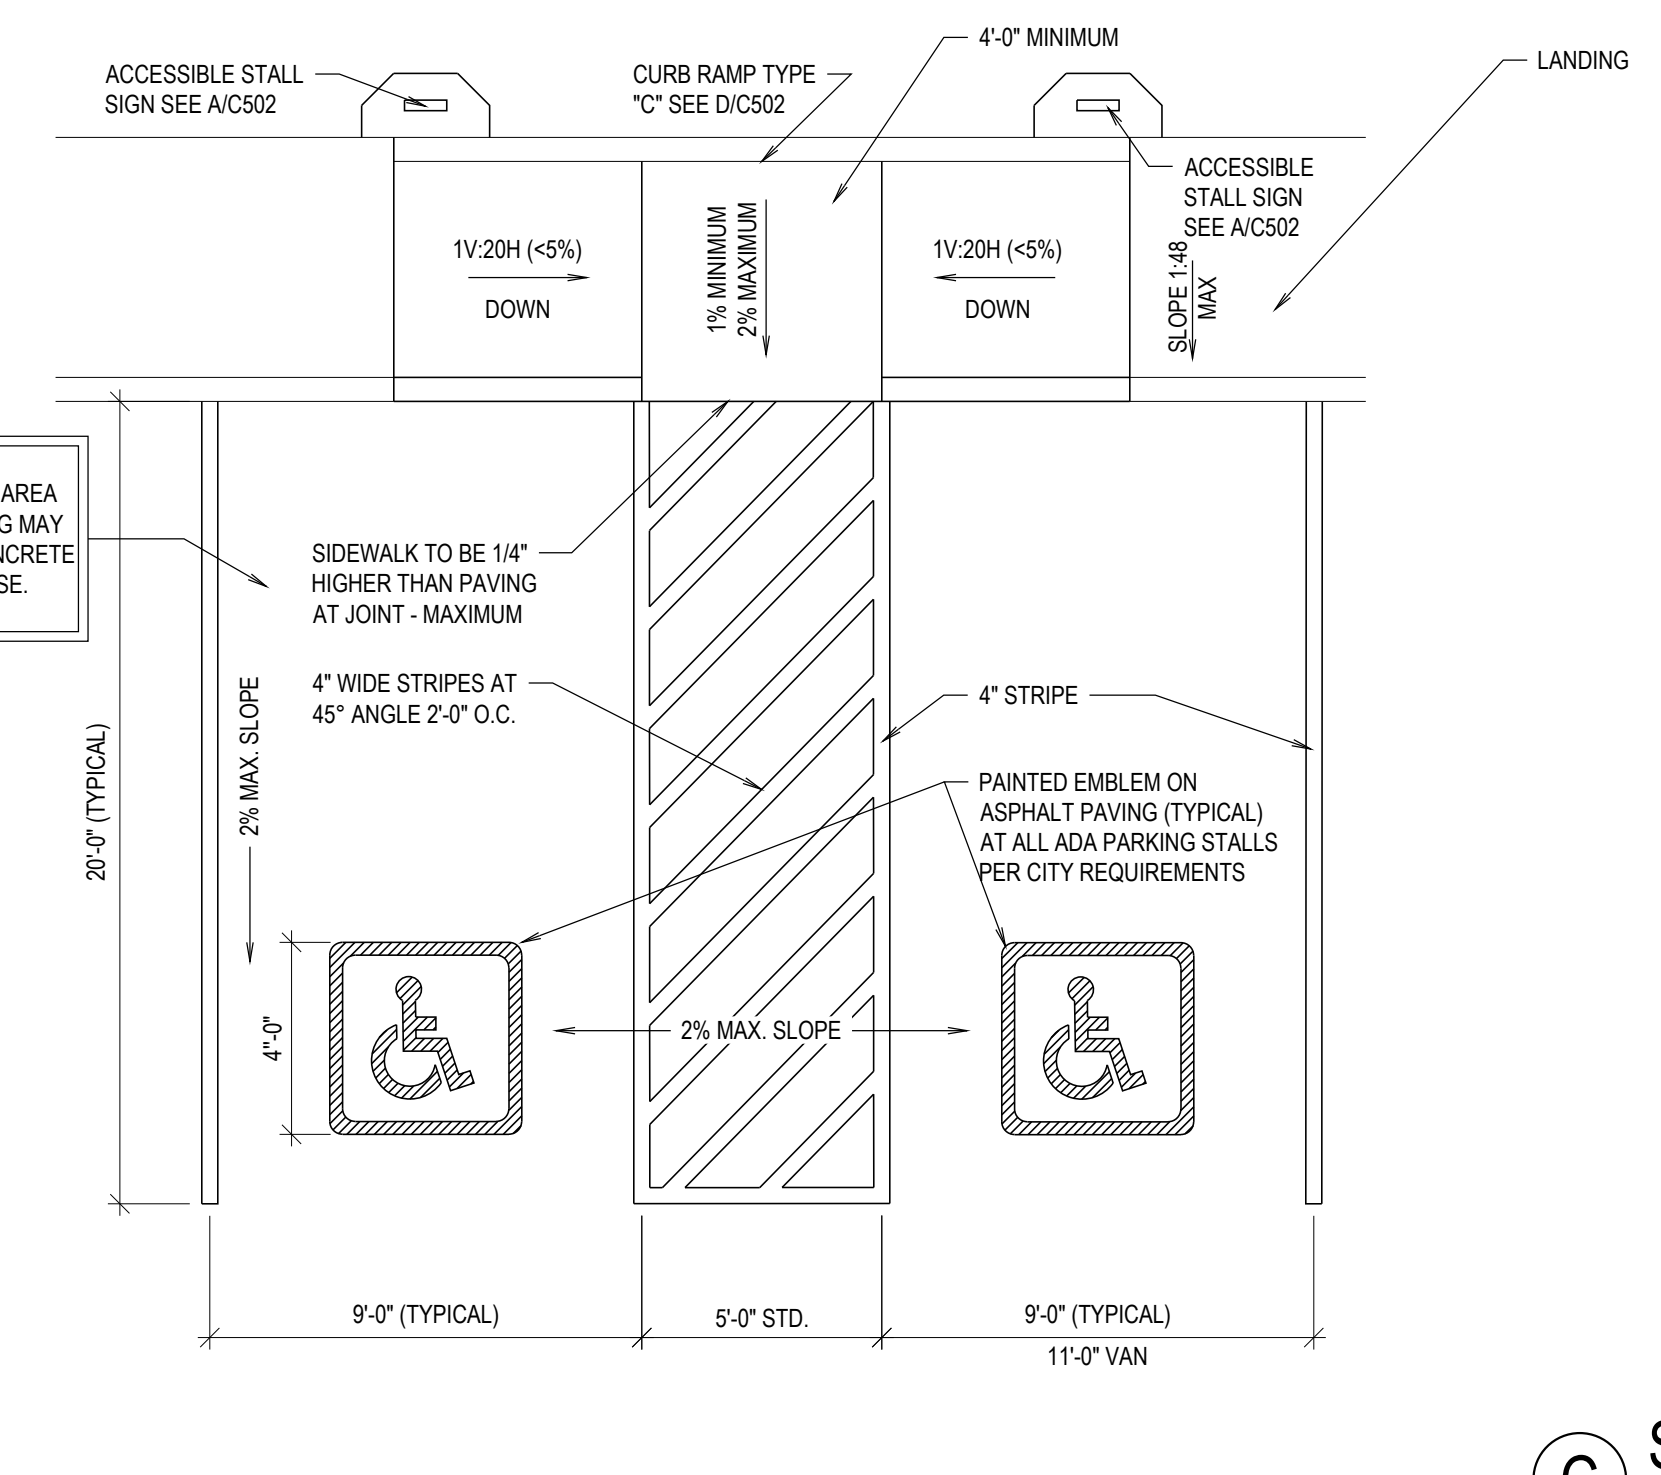 4'-0" MINIMUM
LANDING
ACCESSIBLE STALL
SIGN SEE A/C502
CURB RAMP TYPE
"C" SEE D/C502
ACCESSIBLE
STALL SIGN
SEE A/C502
1V:20H (<5%)
DOWN
1% MINIMUM
2% MAXIMUM
1V:20H (<5%)
DOWN
SLOPE 1:48
MAX
AREA
G MAY
NCRETE
SE.
SIDEWALK TO BE 1/4"
HIGHER THAN PAVING
AT JOINT - MAXIMUM
4" WIDE STRIPES AT
45° ANGLE 2'-0" O.C.
4" STRIPE
2% MAX. SLOPE
20'-0" (TYPICAL)
PAINTED EMBLEM ON
ASPHALT PAVING (TYPICAL)
AT ALL ADA PARKING STALLS
PER CITY REQUIREMENTS
4"-0"
2% MAX. SLOPE
9'-0" (TYPICAL)
5'-0" STD.
9'-0" (TYPICAL)
11'-0" VAN
C
S